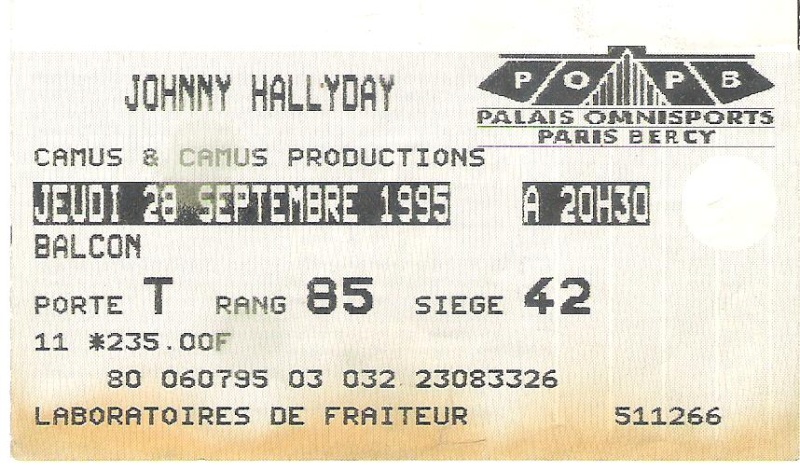 JOHNNY HALLYDAY
POPB
PALAIS OMNISPORTS
PARIS BERCY
CAMUS & CAMUS PRODUCTIONS
JEUDI 28 SEPTEMBRE 1995 A 20H30
BALCON
PORTE T RANG 85 SIEGE 42
11 *235.00F
80 060795 03 032 23083326
LABORATOIRES DE FRAITEUR 511266